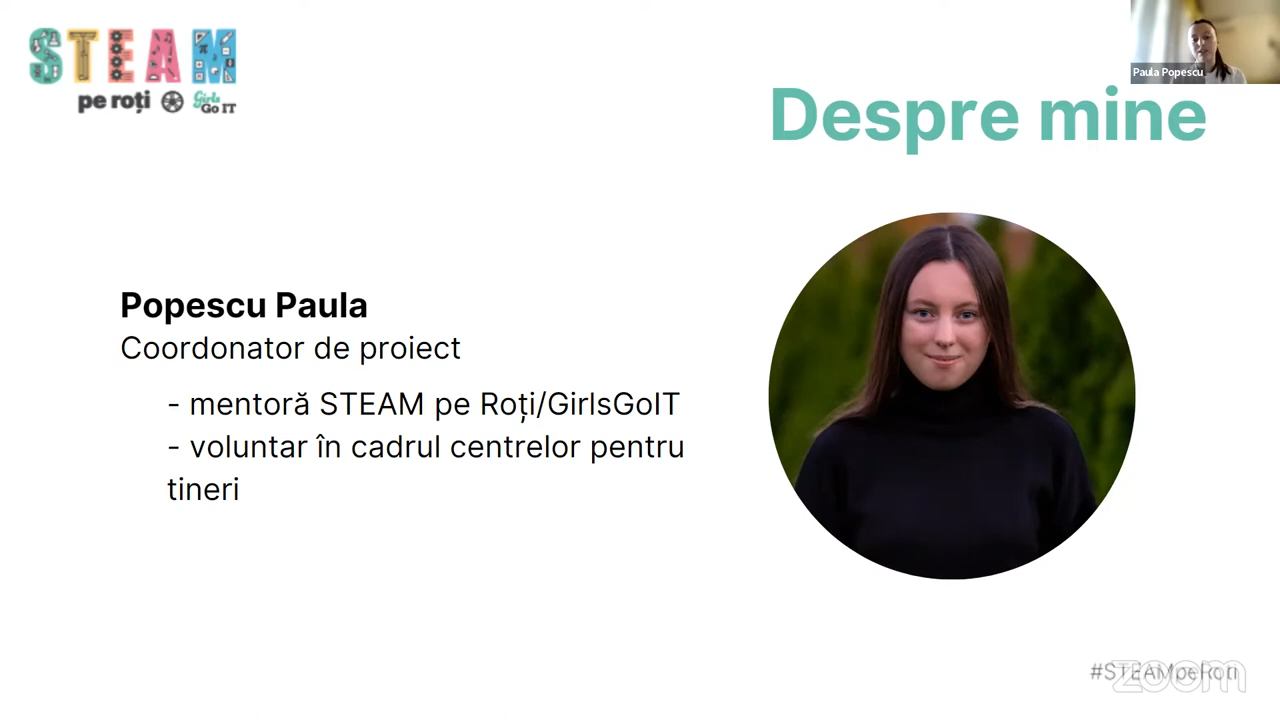 STEAM
pe roți
Girls
Go IT
Paula Popescu
Despre mine
Popescu Paula
Coordonator de proiect
- mentoră STEAM pe Roți/GirlsGoIT
- voluntar în cadrul centrelor pentru
tineri
#STEAMpeRoti
zoom